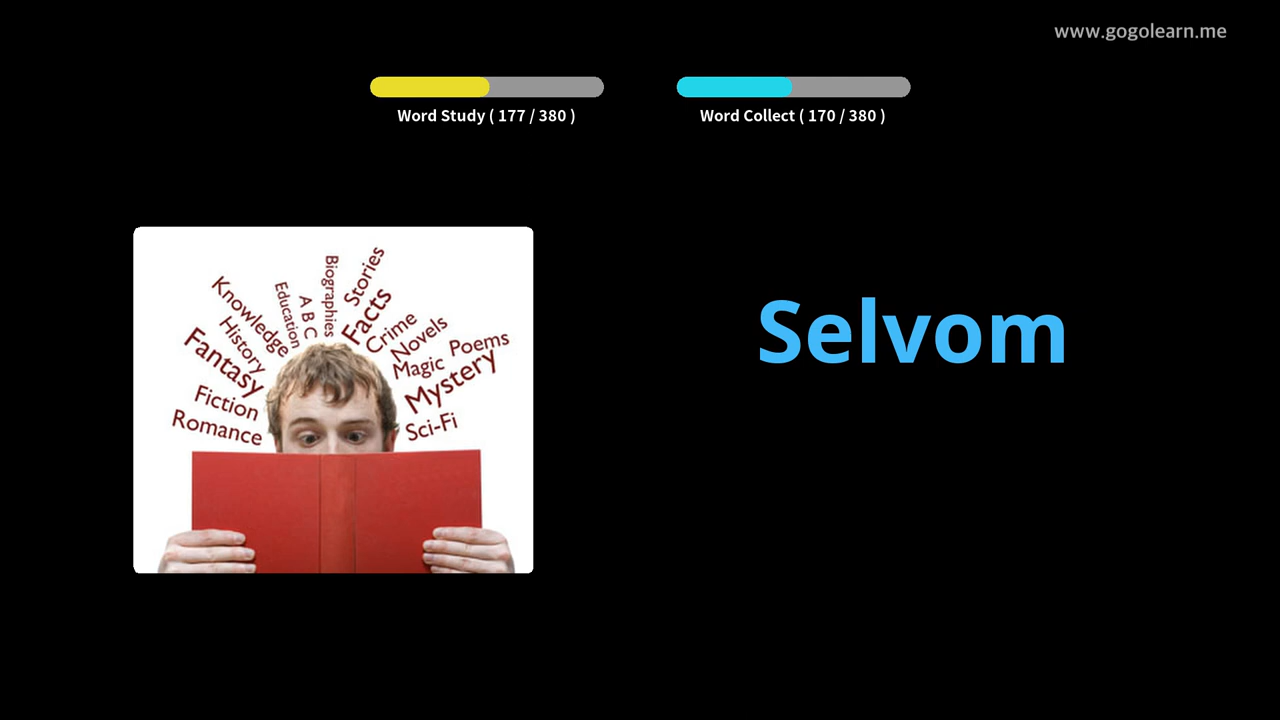 www.gogolearn.me
Word Study ( 177 / 380 )
Word Collect ( 170 / 380 )
Selvom
Biographies
Stories
Education
A B C
Facts
Knowledge
Crime
History
Novels
Fantasy
Magic
Poems
Mystery
Fiction
Romance
Sci-Fi